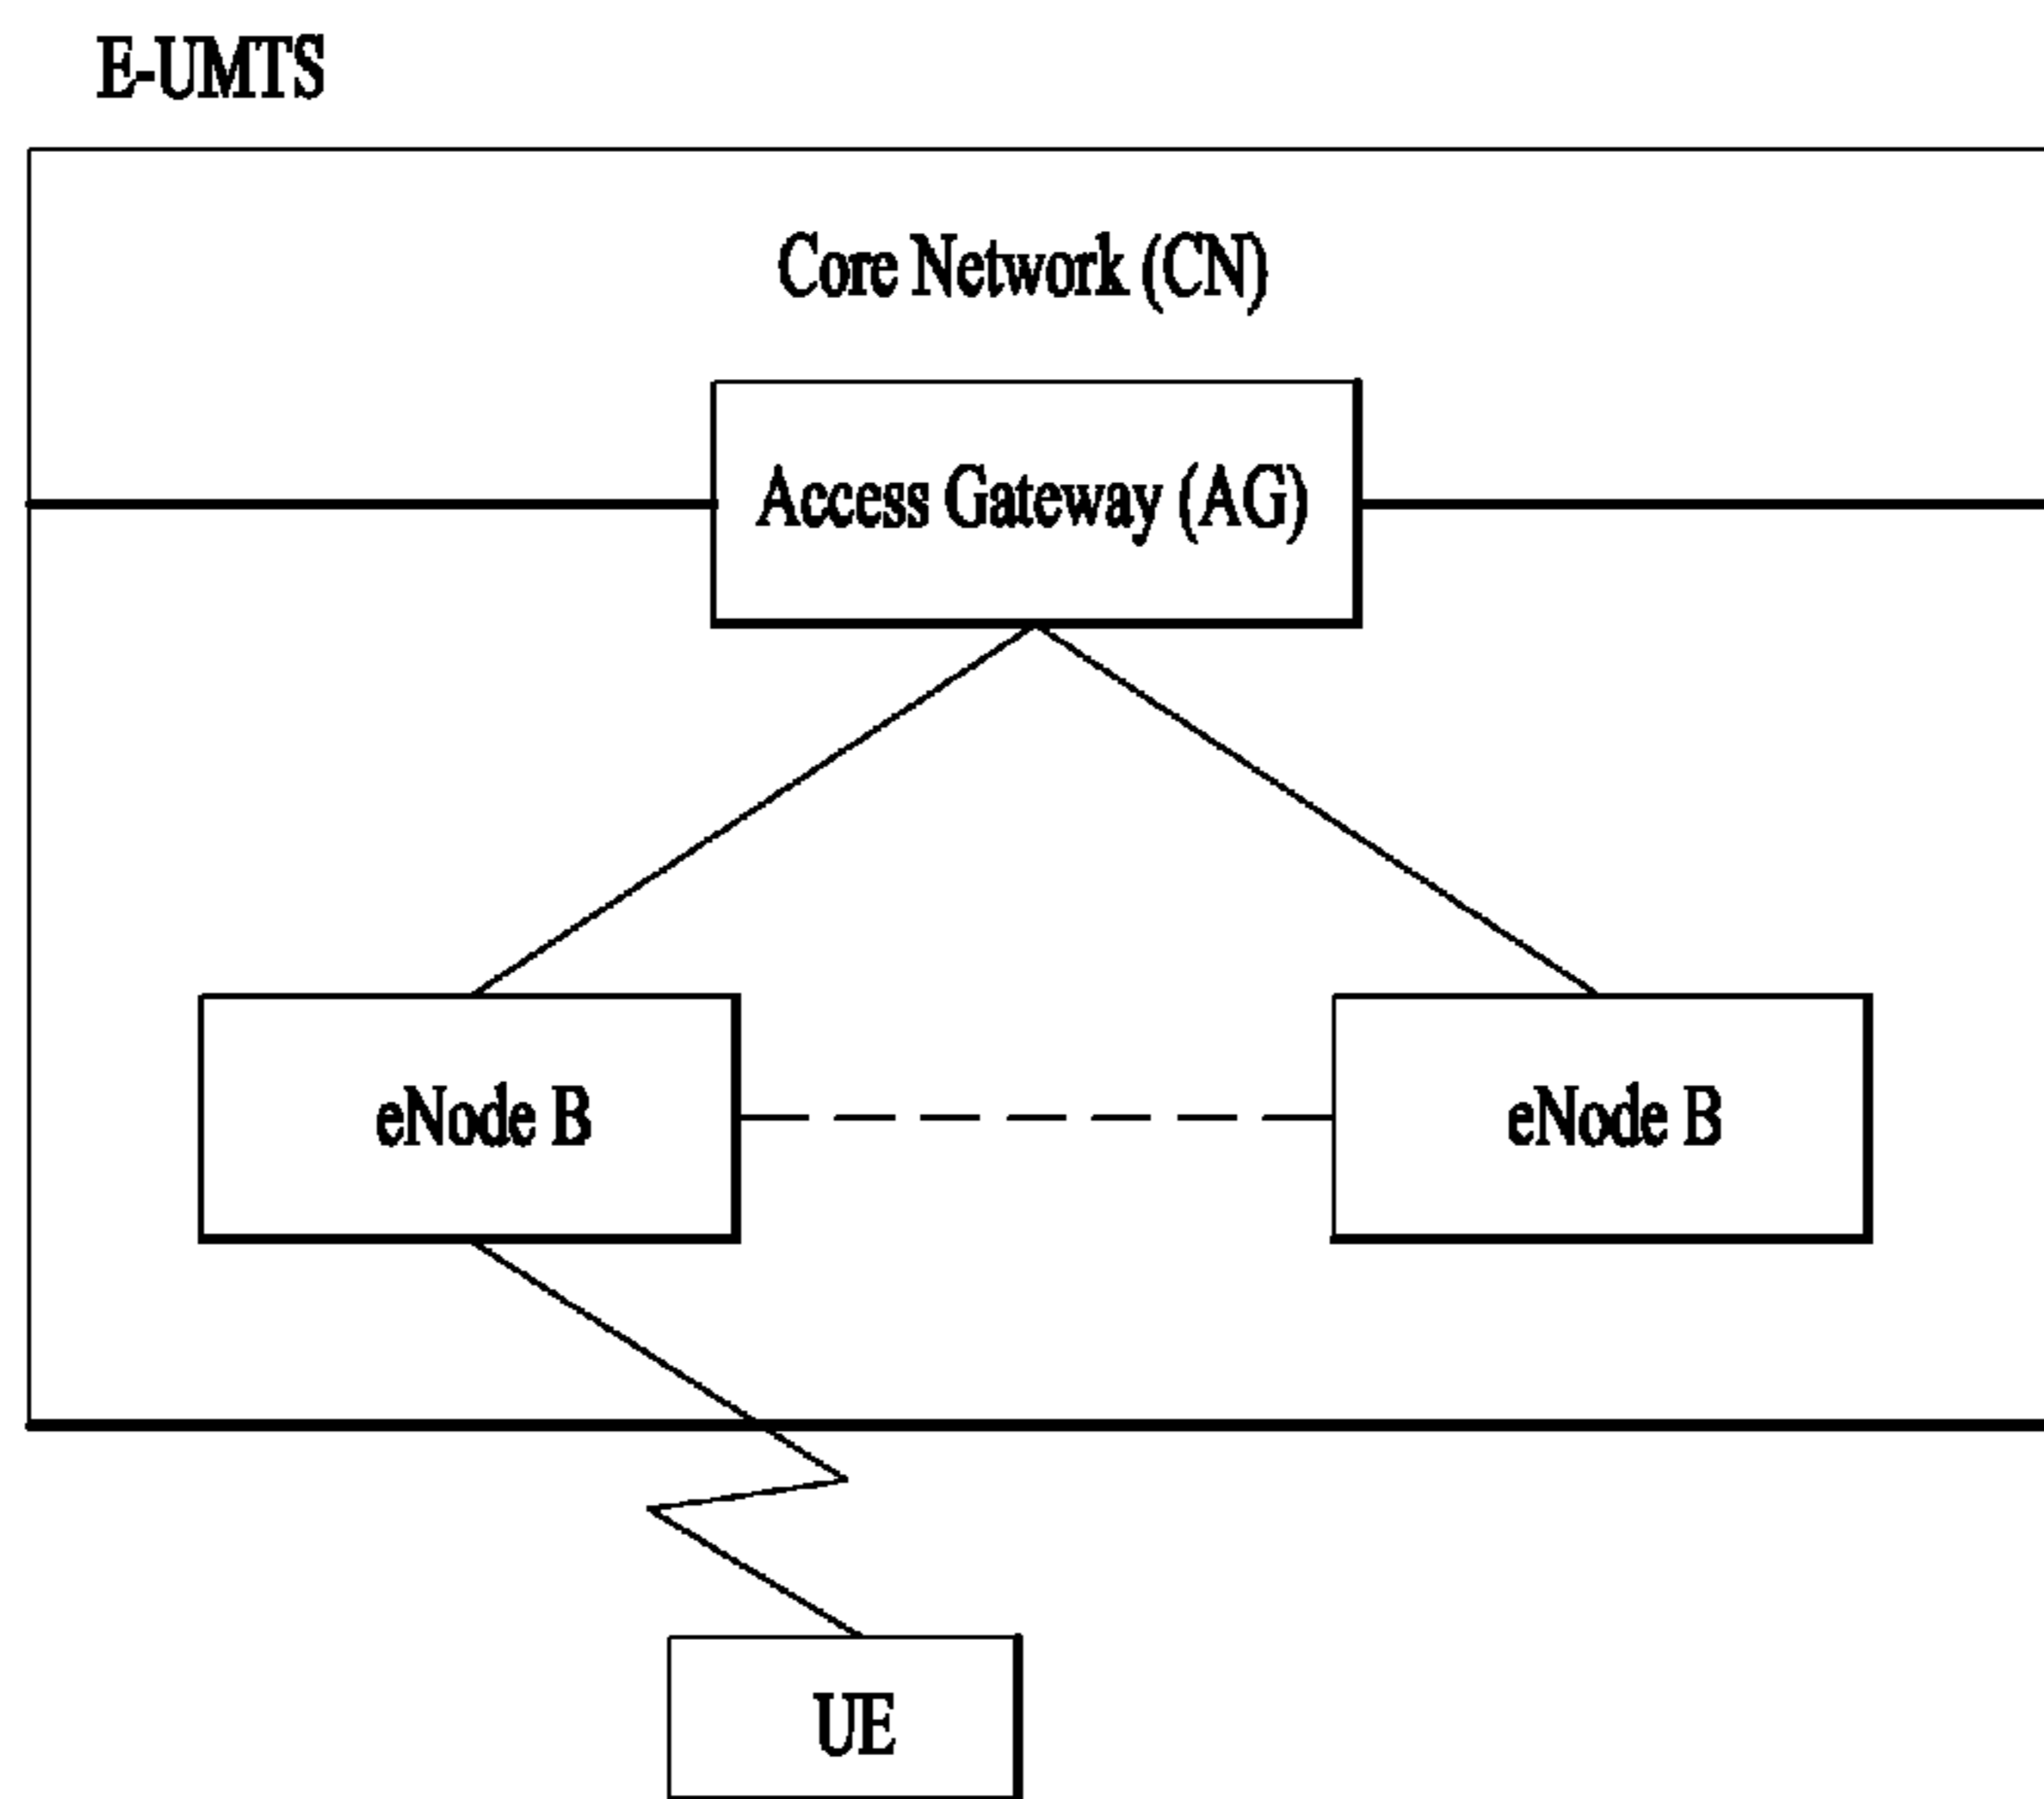 E-UMTS
Core Network (CN)
Access Gateway (AG)
eNode B
eNode B
UE